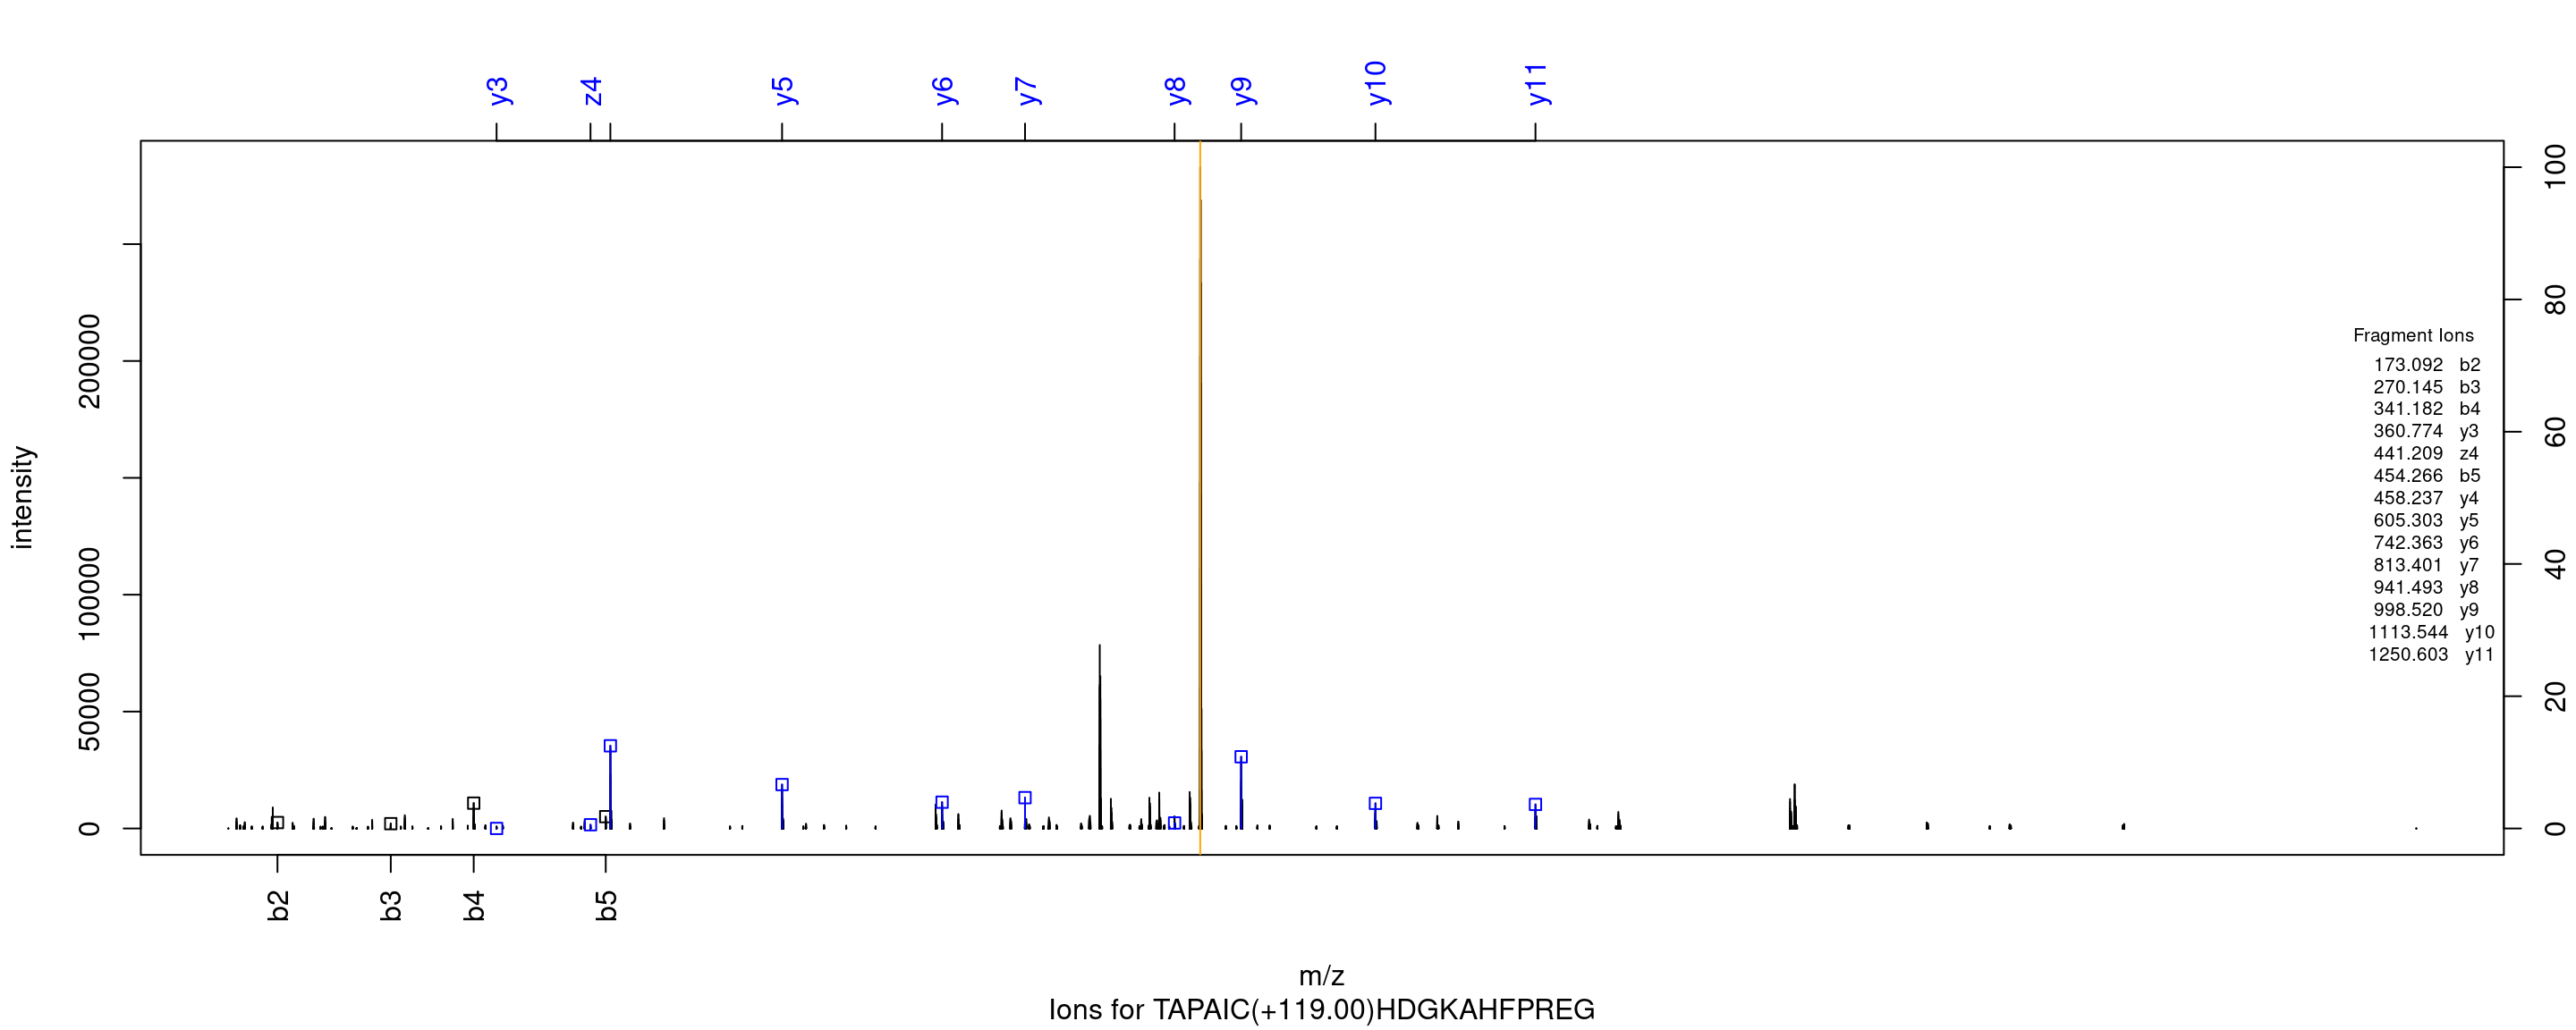 y3 z4 y5 y6 y7 y8 y9 y10 y11
100
80
60
40
20
0
intensity
200000
100000
50000
0
Fragment Ions
173.092 b2
270.145 b3
341.182 b4
360.774 y3
441.209 z4
454.266 b5
458.237 y4
605.303 y5
742.363 y6
813.401 y7
941.493 y8
998.520 y9
1113.544 y10
1250.603 y11
b2 b3 b4 b5
m/z
Ions for TAPAIC(+119.00)HDGKAHFPREG